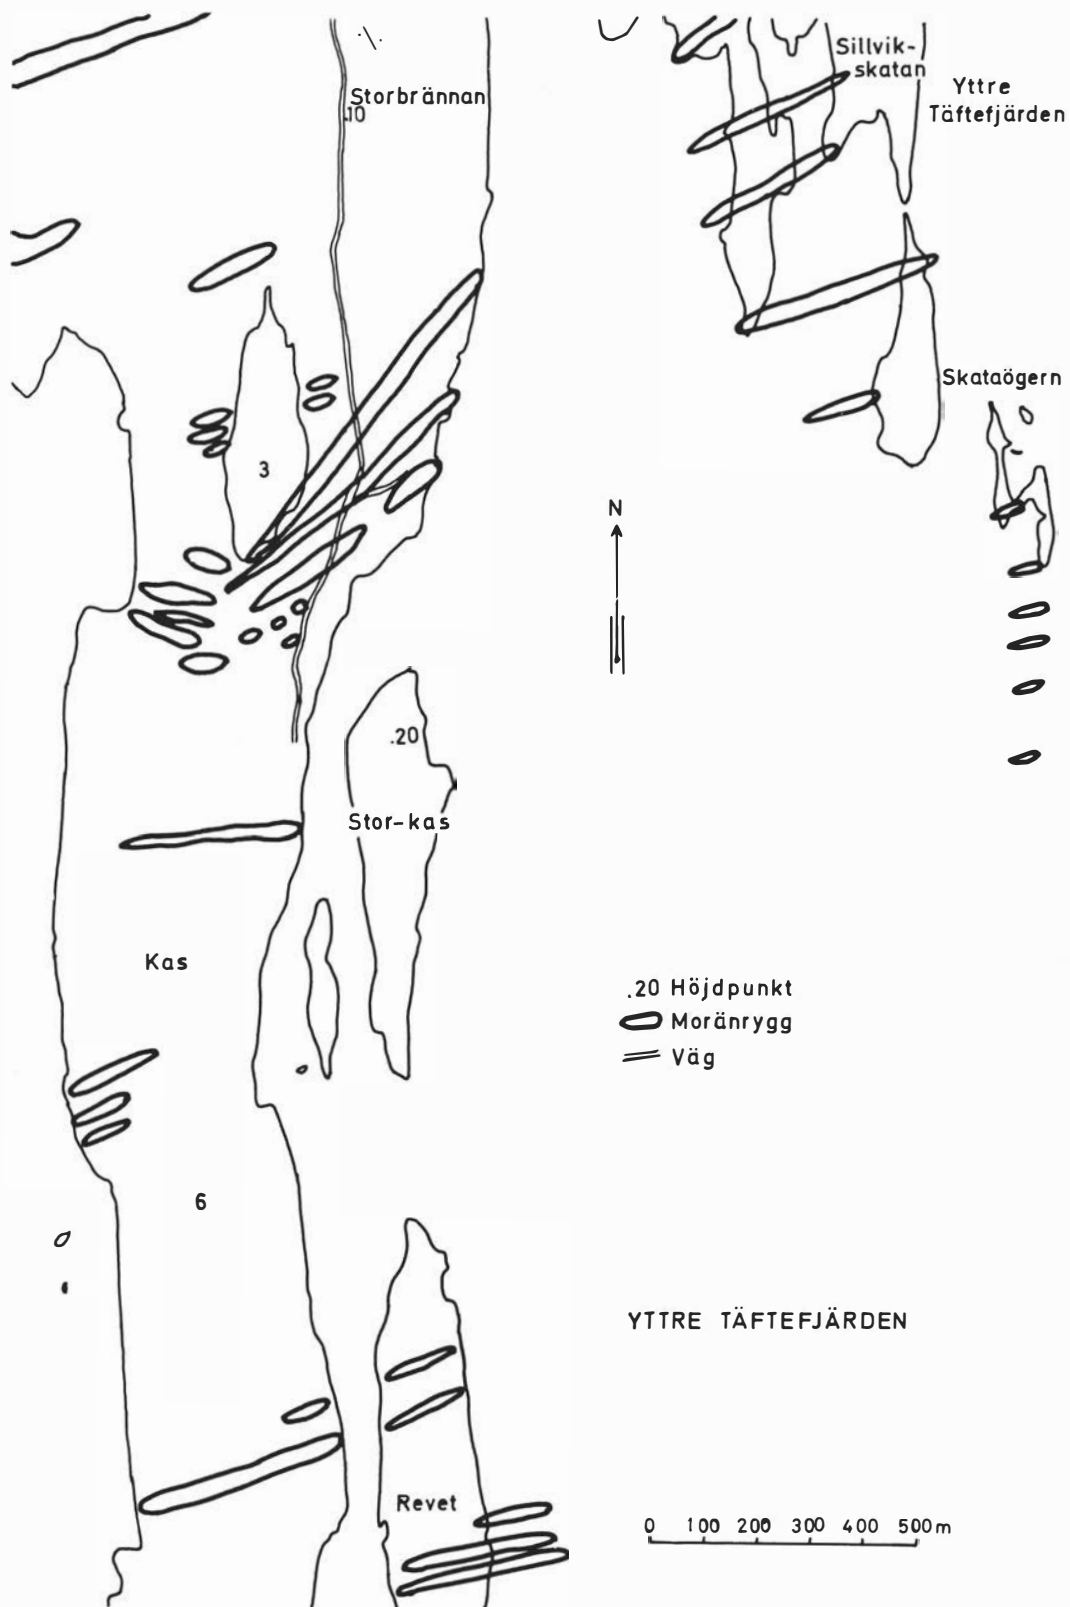 Sillvik-
skatan
Yttre
Täftefjärden
Storbrännan
.10
Skataögern
3
N
.20
Stor-kas
Kas
.20 Höjdpunkt
Moränrygg
Väg
6
YTTRE TÄFTEFJÄRDEN
Revet
0 100 200 300 400 500m